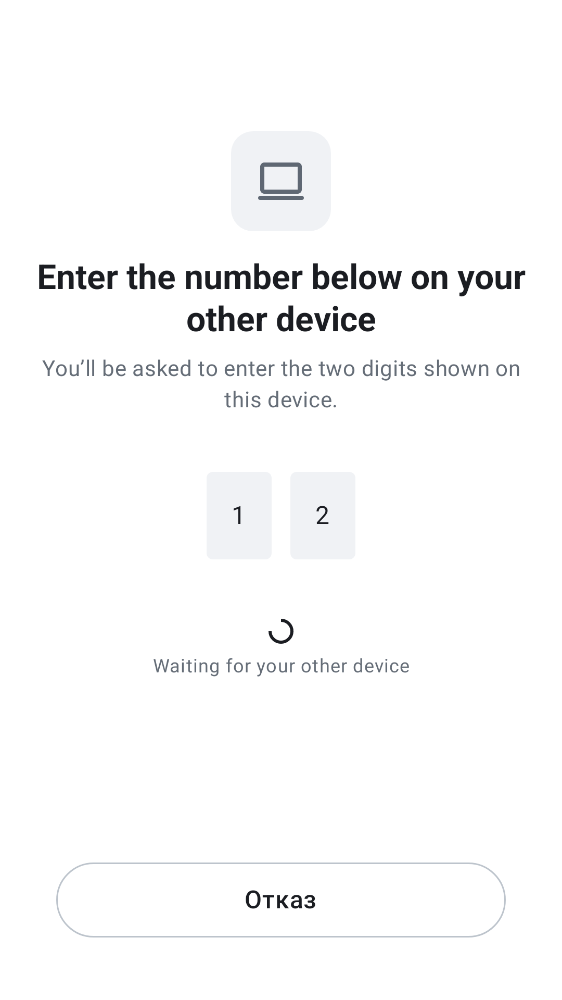 Enter the number below on your
other device
You’ll be asked to enter the two digits shown on
this device.
1 2
Waiting for your other device
Отказ